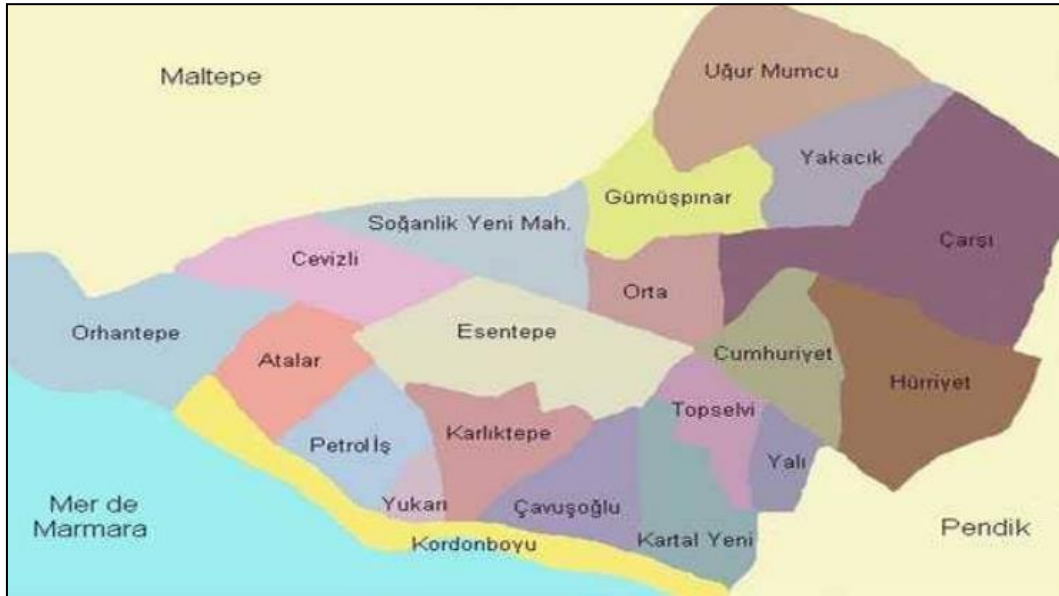 Uğur Mumcu
Maltepe
Yakacık
Gümüşpınar
Soğanlik Yeni Mah.
Çarşı
Cevizli
Orta
Orhantepe
Esentepe
Atalar
Cumhuriyet
Hürriyet
Topselvi
Petrol İş
Karlıktepe
Yalı
Yukarı
Çavuşoğlu
Mer de
Marmara
Pendik
Kordonboyu
Kartal Yeni